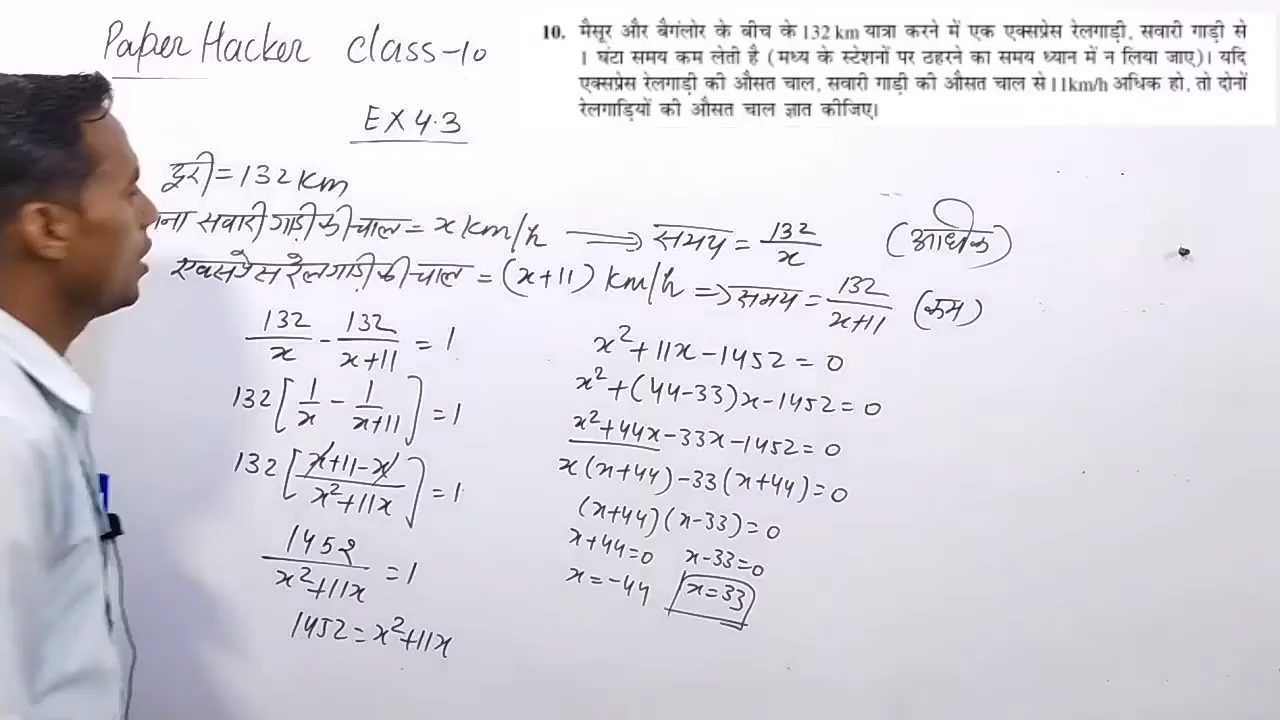 Paper Hacker class-10
10. मैसूर और बैगंलोर के बीच के 132 km यात्रा करने में एक एक्सप्रेस रेलगाड़ी, सवारी गाड़ी से
1 घंटा समय कम लेती है (मध्य के स्टेशनों पर ठहरने का समय ध्यान में न लिया जाए)। यदि
एक्सप्रेस रेलगाड़ी की औसत चाल, सवारी गाड़ी की औसत चाल से 11km/h अधिक हो, तो दोनों
रेलगाड़ियों की औसत चाल ज्ञात कीजिए।
EX 4.3
दूरी = 132 km
सवारी गाड़ी की चाल = x km/h ⟹ समय = 132/x (अधिक)
एक्सप्रेस रेलगाड़ी की चाल = (x+11) km/h ⟹ समय = 132/x+11 (कम)
132/x - 132/x+11 = 1
132[1/x - 1/x+11] = 1
132[x+11-x/x²+11x] = 1
1452/x²+11x = 1
1452 = x²+11x
x²+11x-1452 = 0
x²+(44-33)x-1452 = 0
x²+44x-33x-1452 = 0
x(x+44)-33(x+44) = 0
(x+44)(x-33) = 0
x+44=0 x-33=0
x=-44 x=33